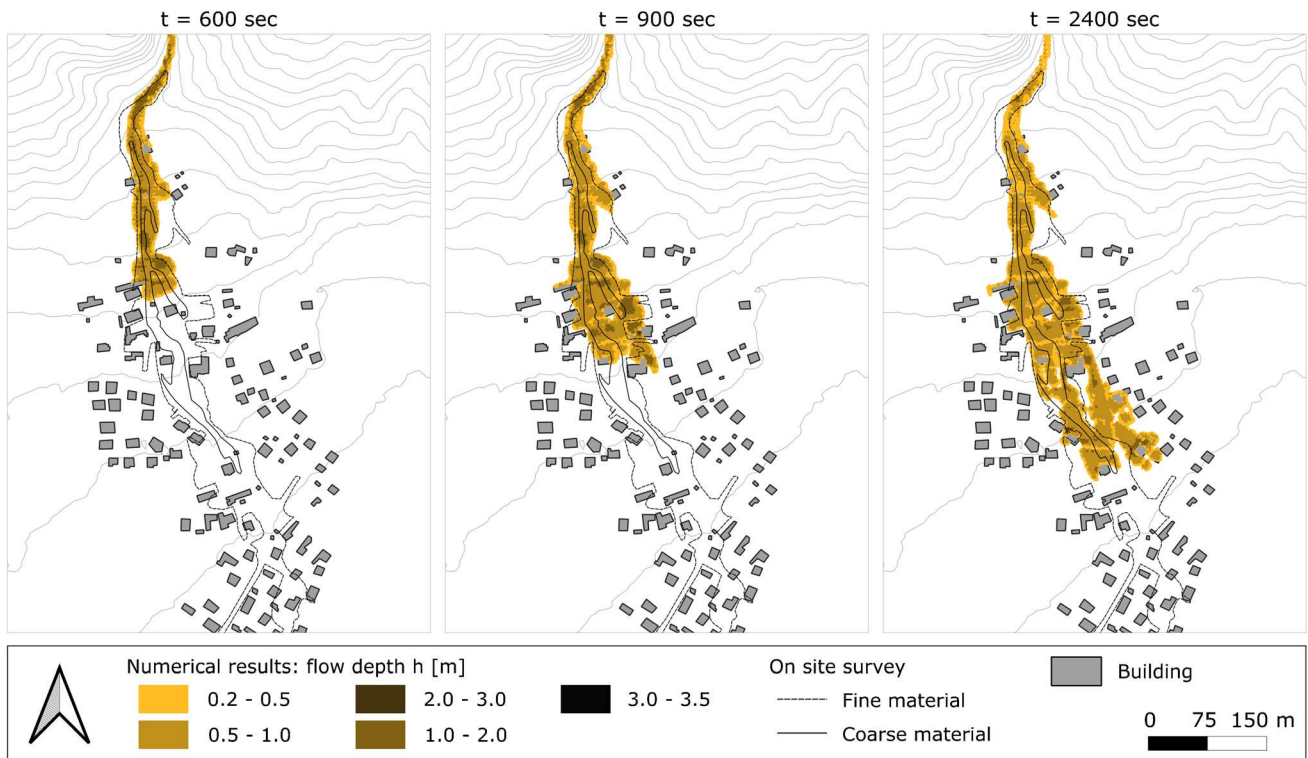 t = 600 sec
t = 900 sec
t = 2400 sec
Numerical results: flow depth h [m]
0.2 - 0.5
2.0 - 3.0
3.0 - 3.5
0.5 - 1.0
1.0 - 2.0
On site survey
Fine material
Coarse material
Building
0 75 150 m